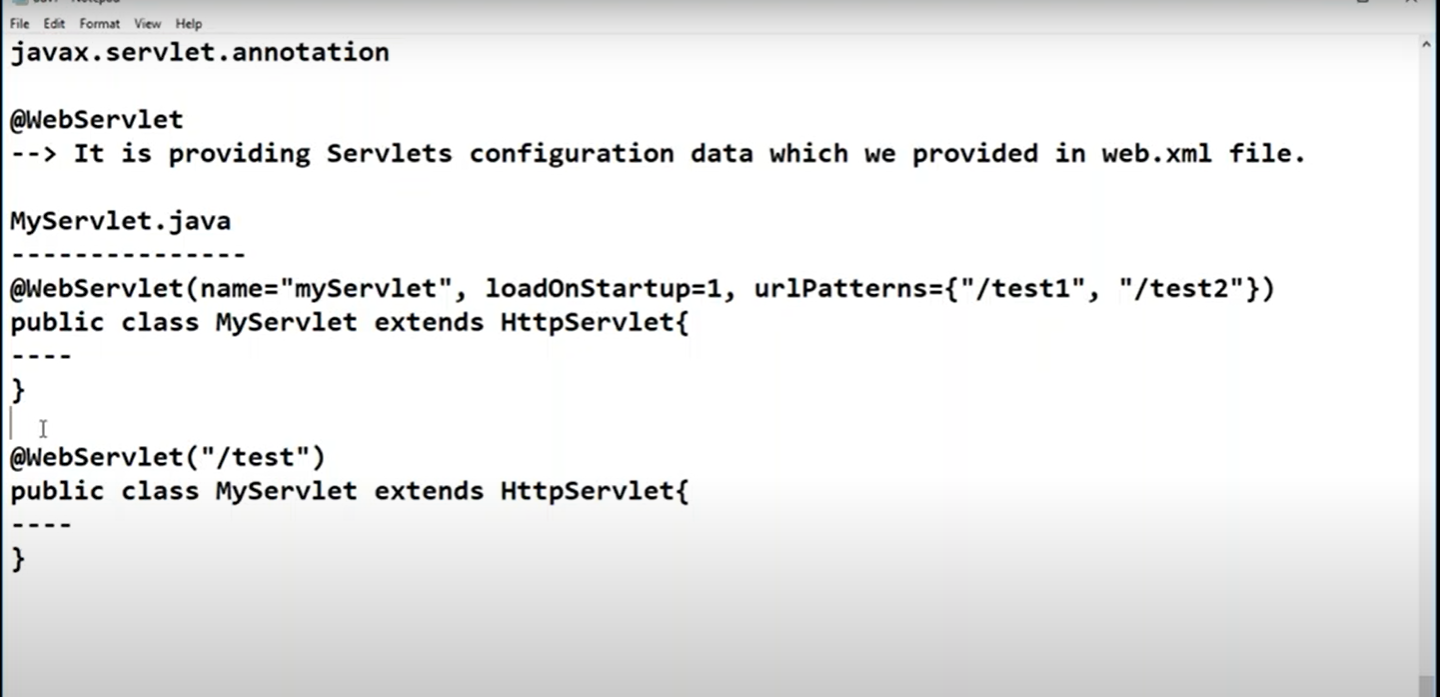 File Edit Format View Help
javax.servlet.annotation
@WebServlet
--> It is providing Servlets configuration data which we provided in web.xml file.
MyServlet.java
---------------
@WebServlet(name="myServlet", loadOnStartup=1, urlPatterns={"/test1", "/test2"})
public class MyServlet extends HttpServlet{
----
}
@WebServlet("/test")
public class MyServlet extends HttpServlet{
----
}